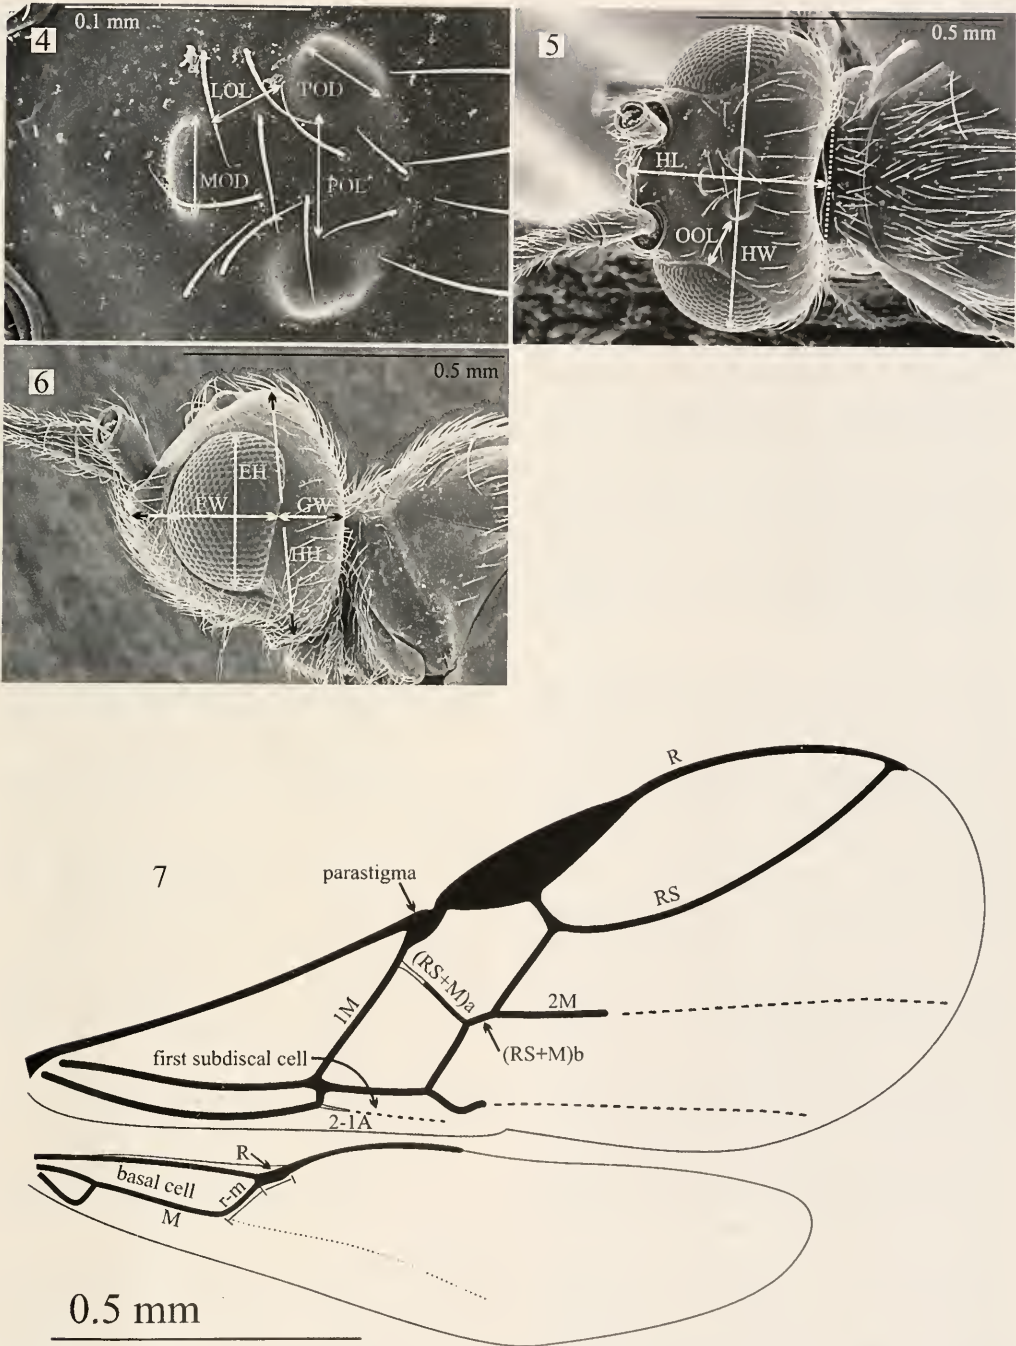 4
0.1 mm
LOL
POD
MOD
POL
5
0.5 mm
HL
OOL
HW
6
0.5 mm
EH
FW
GW
HH
7
R
parastigma
RS
(RS+M)a
1M
2M
first subdiscal cell
(RS+M)b
2-1A
R
basal cell
r-m
M
0.5 mm